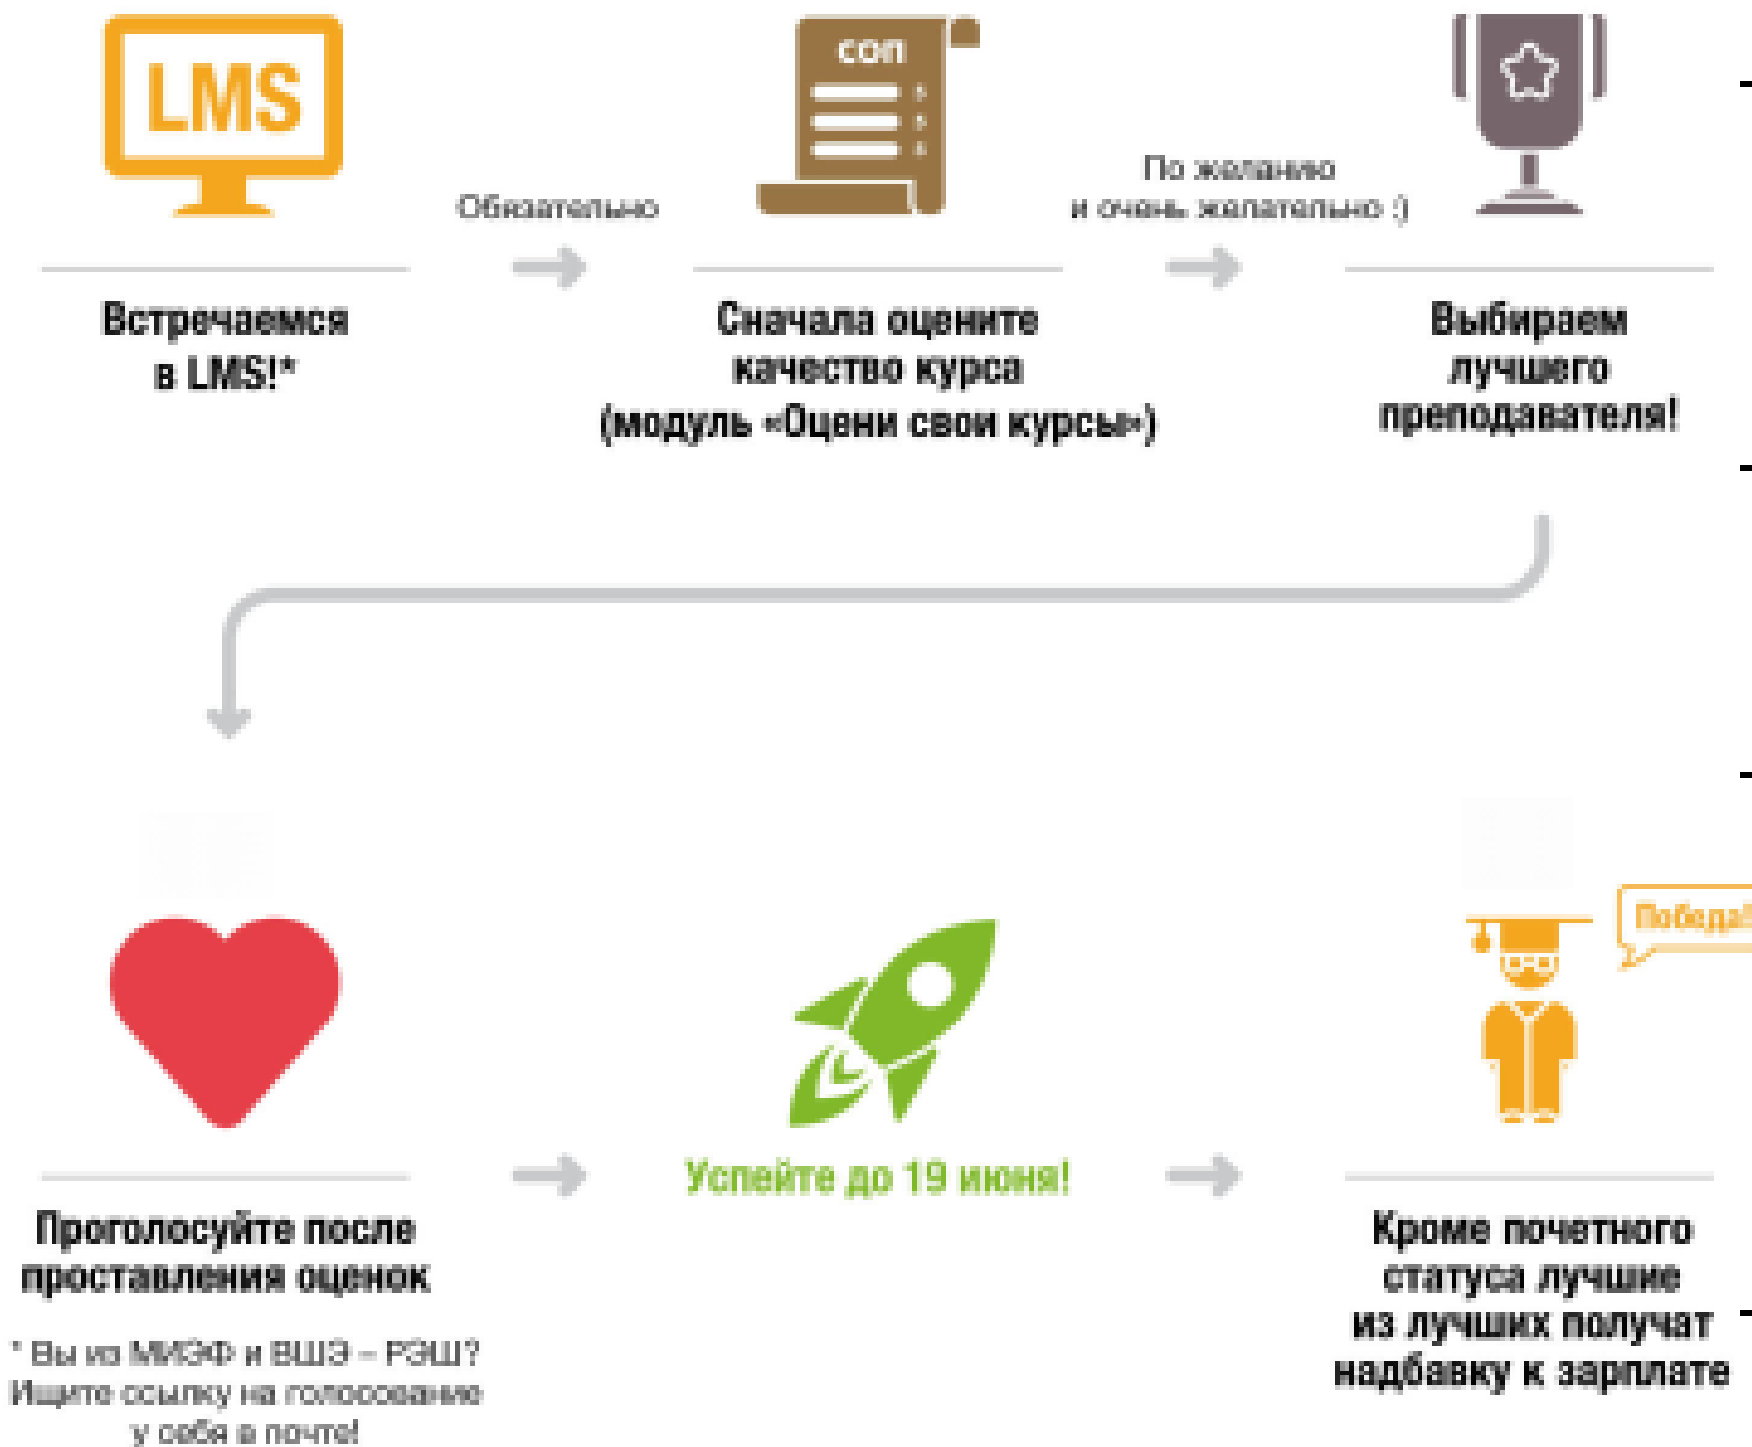 LMS
соп
Обязательно
По желанию
и очень желательно :)
Встречаемся
в LMS!*
Сначала оцените
качество курса
(модуль «Оцени свои курсы»)
Выбираем
лучшего
преподавателя!
Победа!
Успейте до 19 июня!
Проголосуйте после
проставления оценок
* Вы из МИЭФ и ВШЭ – РЭШ?
Ищите ссылку на голосование
у себя в почте!
Кроме почетного
статуса лучшие
из лучших получат
надбавку к зарплате